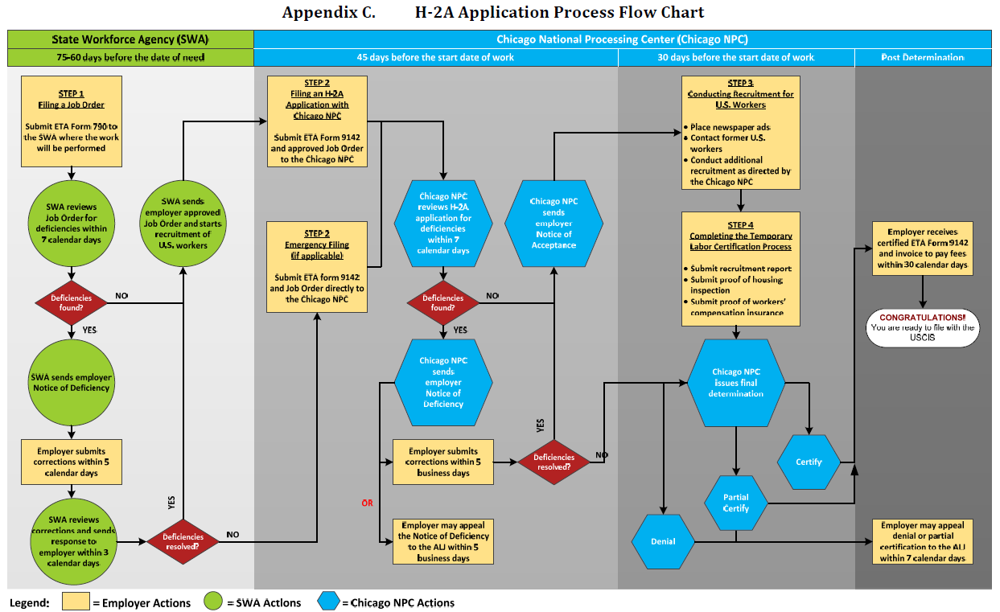 Appendix C. H-2A Application Process Flow Chart
State Workforce Agency (SWA)
Chicago National Processing Center (Chicago NPC)
75-60 days before the date of need
45 days before the start date of work
30 days before the start date of work
Post Determination
STEP 1
Filing a Job Order
Submit ETA Form 790 to
the SWA where the work
will be performed
SWA reviews
Job Order for
deficiencies within
7 calendar days
Deficiencies
found?
NO
YES
SWA sends employer
Notice of Deficiency
Employer submits
corrections within 5
calendar days
SWA reviews
corrections and sends
response to
employer within 3
calendar days
Deficiencies
resolved?
YES
NO
SWA sends
employer approved
Job Order and starts
recruitment of
U.S. workers
STEP 2
Filing an H-2A
Application with
Chicago NPC
Submit ETA Form 9142
and approved Job Order
to the Chicago NPC
STEP 2
Emergency Filing
(if applicable)
Submit ETA form 9142
and Job Order directly to
the Chicago NPC
Chicago NPC
reviews H-2A
application for
deficiencies
within 7
calendar days
Deficiencies
found?
NO
YES
Chicago NPC
sends
employer
Notice of
Deficiency
OR
Employer submits
corrections within 5
business days
Employer may appeal
the Notice of Deficiency
to the ALJ within 5
business days
Deficiencies
resolved?
YES
NO
Chicago NPC
sends
employer
Notice of
Acceptance
STEP 3
Conducting Recruitment for
U.S. Workers
• Place newspaper ads
• Contact former U.S.
workers
• Conduct additional
recruitment as directed by
the Chicago NPC
STEP 4
Completing the Temporary
Labor Certification Process
• Submit recruitment report
• Submit proof of housing
inspection
• Submit proof of workers'
compensation insurance
Chicago NPC
issues final
determination
Certify
Partial
Certify
Denial
Employer receives
certified ETA Form 9142
and invoice to pay fees
within 30 calendar days
CONGRATULATIONS!!
You are ready to file with the
USCIS
Employer may appeal
denial or partial
certification to the ALJ
within 7 calendar days
Legend: = Employer Actions = SWA Actions = Chicago NPC Actions